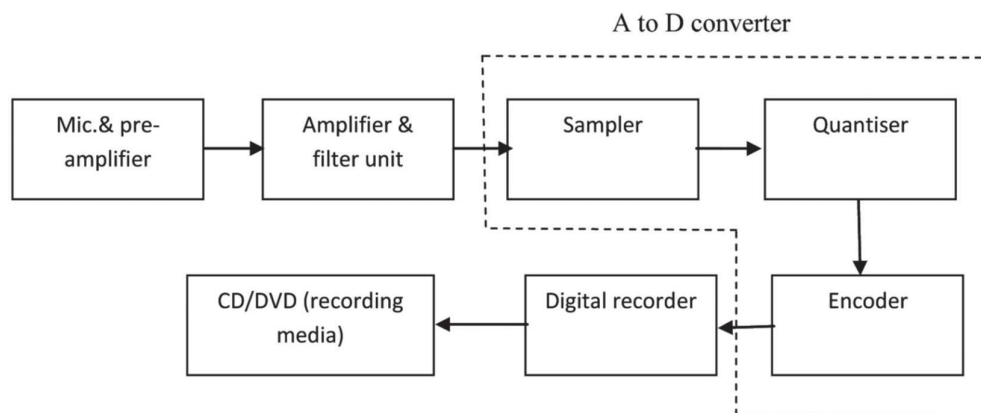 A to D converter
Mic.& pre-
amplifier
Amplifier &
filter unit
Sampler
Quantiser
CD/DVD (recording
media)
Digital recorder
Encoder